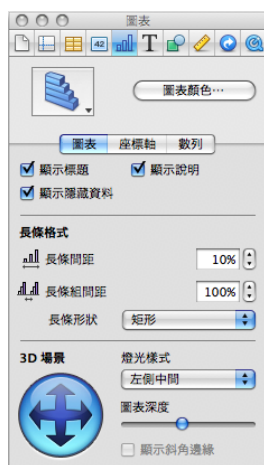 圖表
42
T
圖表顏色…
圖表 座標軸 數列
顯示標題 顯示說明
顯示隱藏資料
長條格式
長條間距 10%
長條組間距 100%
長條形狀 矩形
3D 場景 燈光樣式
左側中間
圖表深度
顯示斜角邊緣